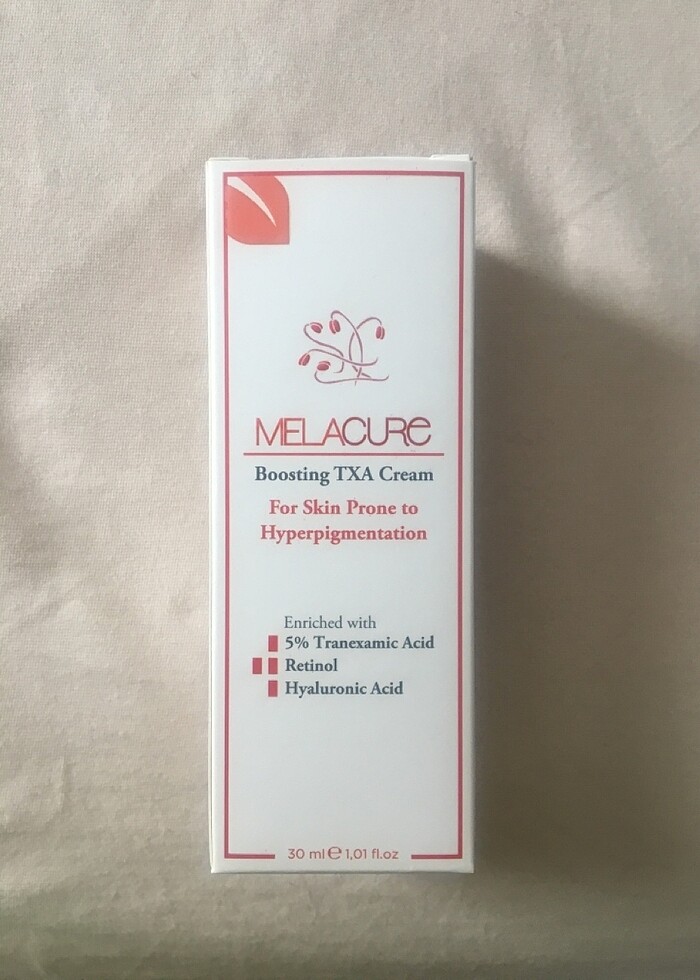 MELACURE
Boosting TXA Cream
For Skin Prone to
Hyperpigmentation
Enriched with
5% Tranexamic Acid
Retinol
Hyaluronic Acid
30 ml ℮ 1,01 fl.oz